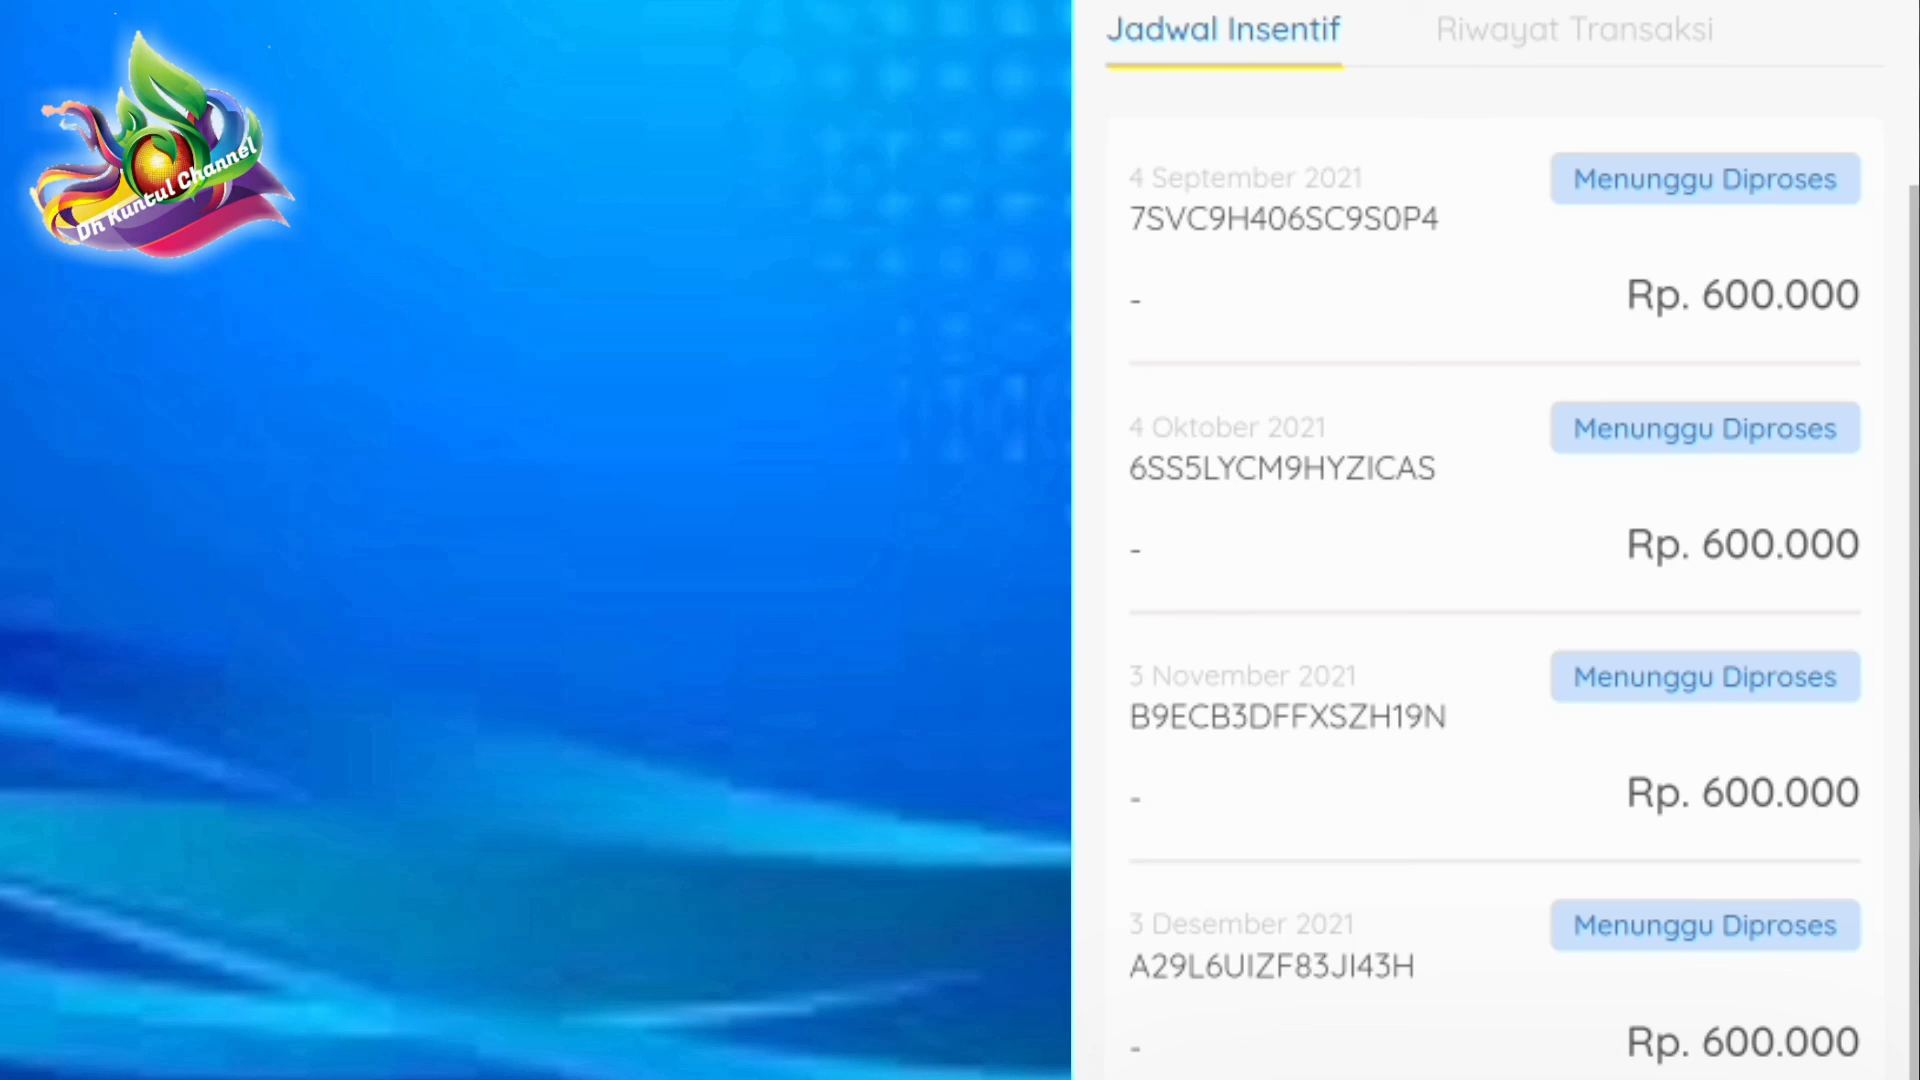 Dh Kuntul Channel
Jadwal Insentif
Riwayat Transaksi
4 September 2021
Menunggu Diproses
7SVC9H406SC9S0P4
-
Rp. 600.000
4 Oktober 2021
Menunggu Diproses
6SS5LYCM9HYZICAS
-
Rp. 600.000
3 November 2021
Menunggu Diproses
B9ECB3DFFXSZH19N
-
Rp. 600.000
3 Desember 2021
Menunggu Diproses
A29L6UIZF83JI43H
-
Rp. 600.000